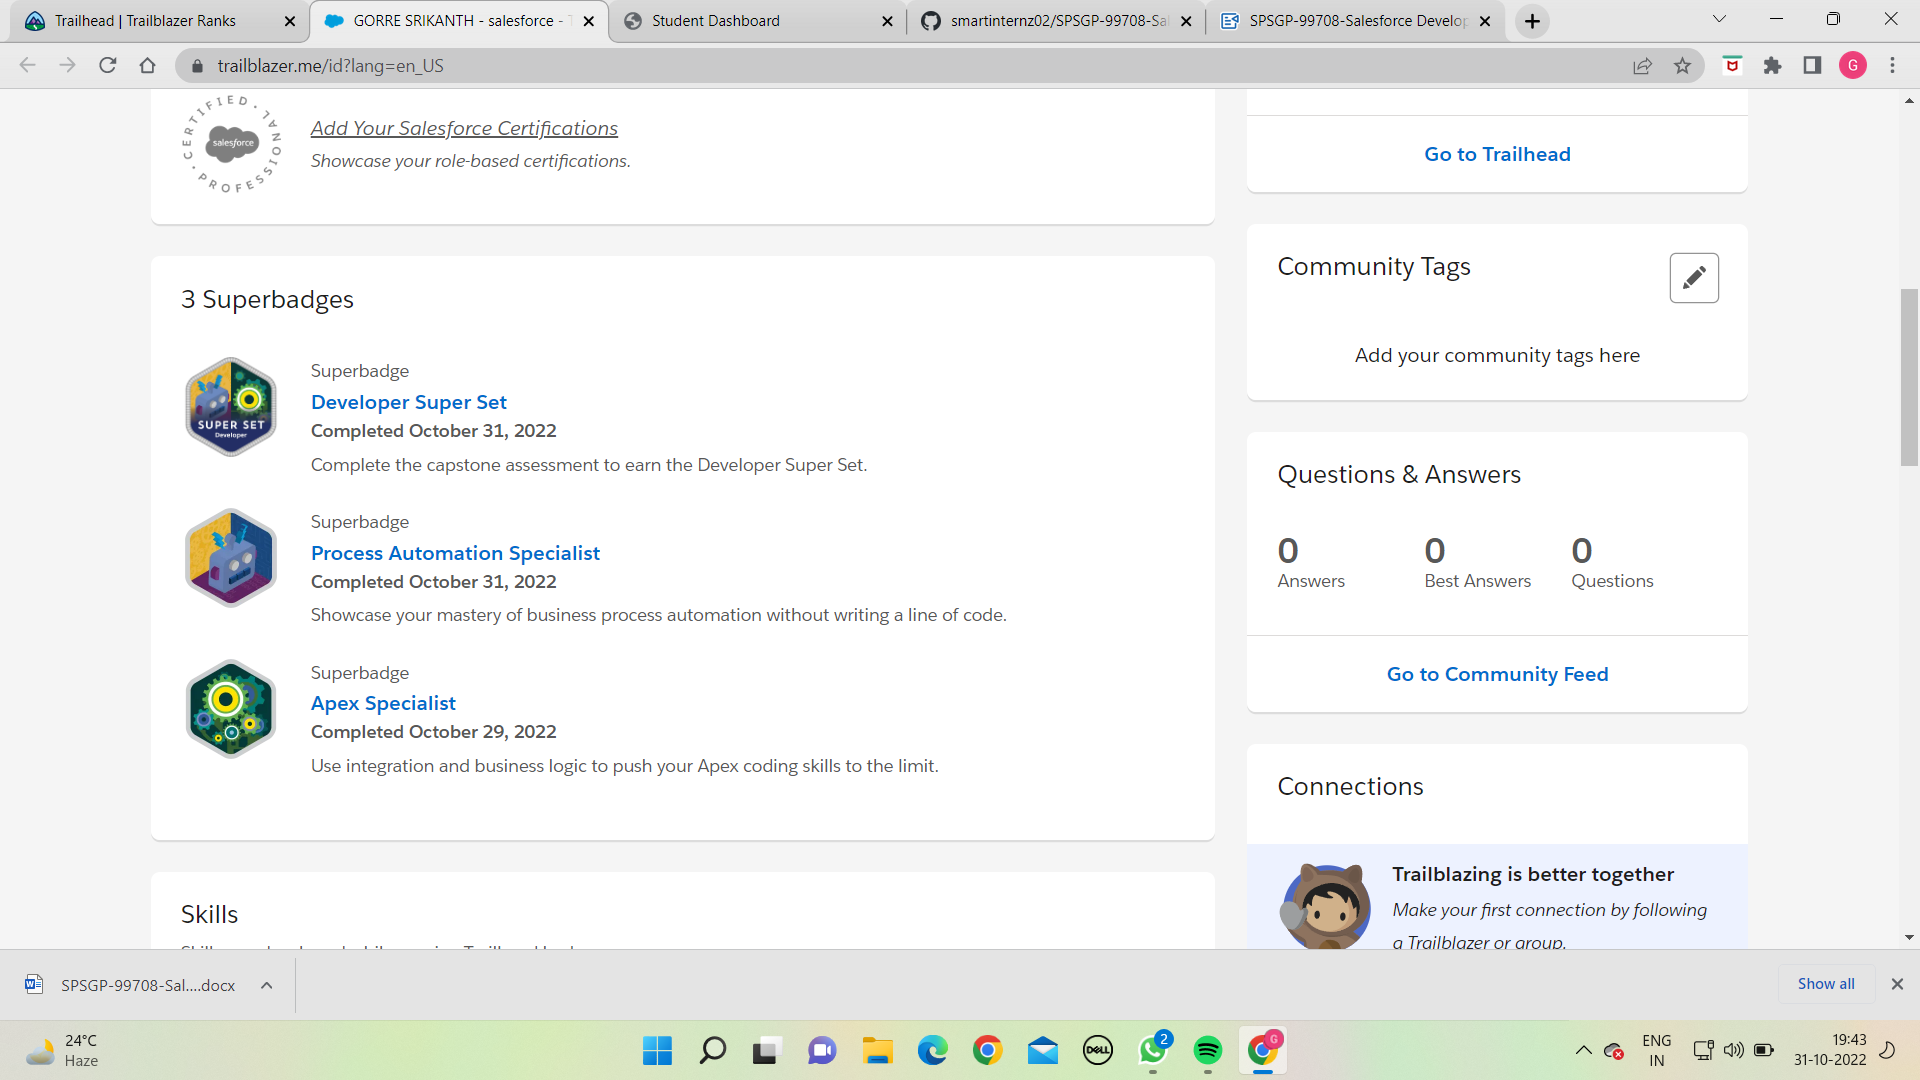 Trailhead | Trailblazer Ranks
GORRE SRIKANTH - salesforce - T
Student Dashboard
smartinternz02/SPSGP-99708-Sal
SPSGP-99708-Salesforce Develop
trailblazer.me/id?lang=en_US
G
CERTIFIED PROFESSIONAL
salesforce
Add Your Salesforce Certifications
Showcase your role-based certifications.
Go to Trailhead
3 Superbadges
SUPER SET
Developer
Superbadge
Developer Super Set
Completed October 31, 2022
Complete the capstone assessment to earn the Developer Super Set.
Superbadge
Process Automation Specialist
Completed October 31, 2022
Showcase your mastery of business process automation without writing a line of code.
Superbadge
Apex Specialist
Completed October 29, 2022
Use integration and business logic to push your Apex coding skills to the limit.
Skills
Community Tags
Add your community tags here
Questions & Answers
0
Answers
0
Best Answers
0
Questions
Go to Community Feed
Connections
Trailblazing is better together
Make your first connection by following
a Trailblazer or group.
SPSGP-99708-Sal....docx
Show all
24°C
Haze
DELL
2
G
ENG
IN
19:43
31-10-2022